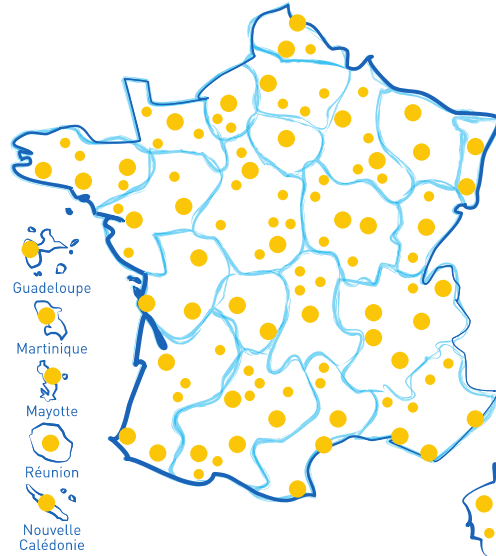 Guadeloupe
Martinique
Mayotte
Réunion
Nouvelle
Calédonie